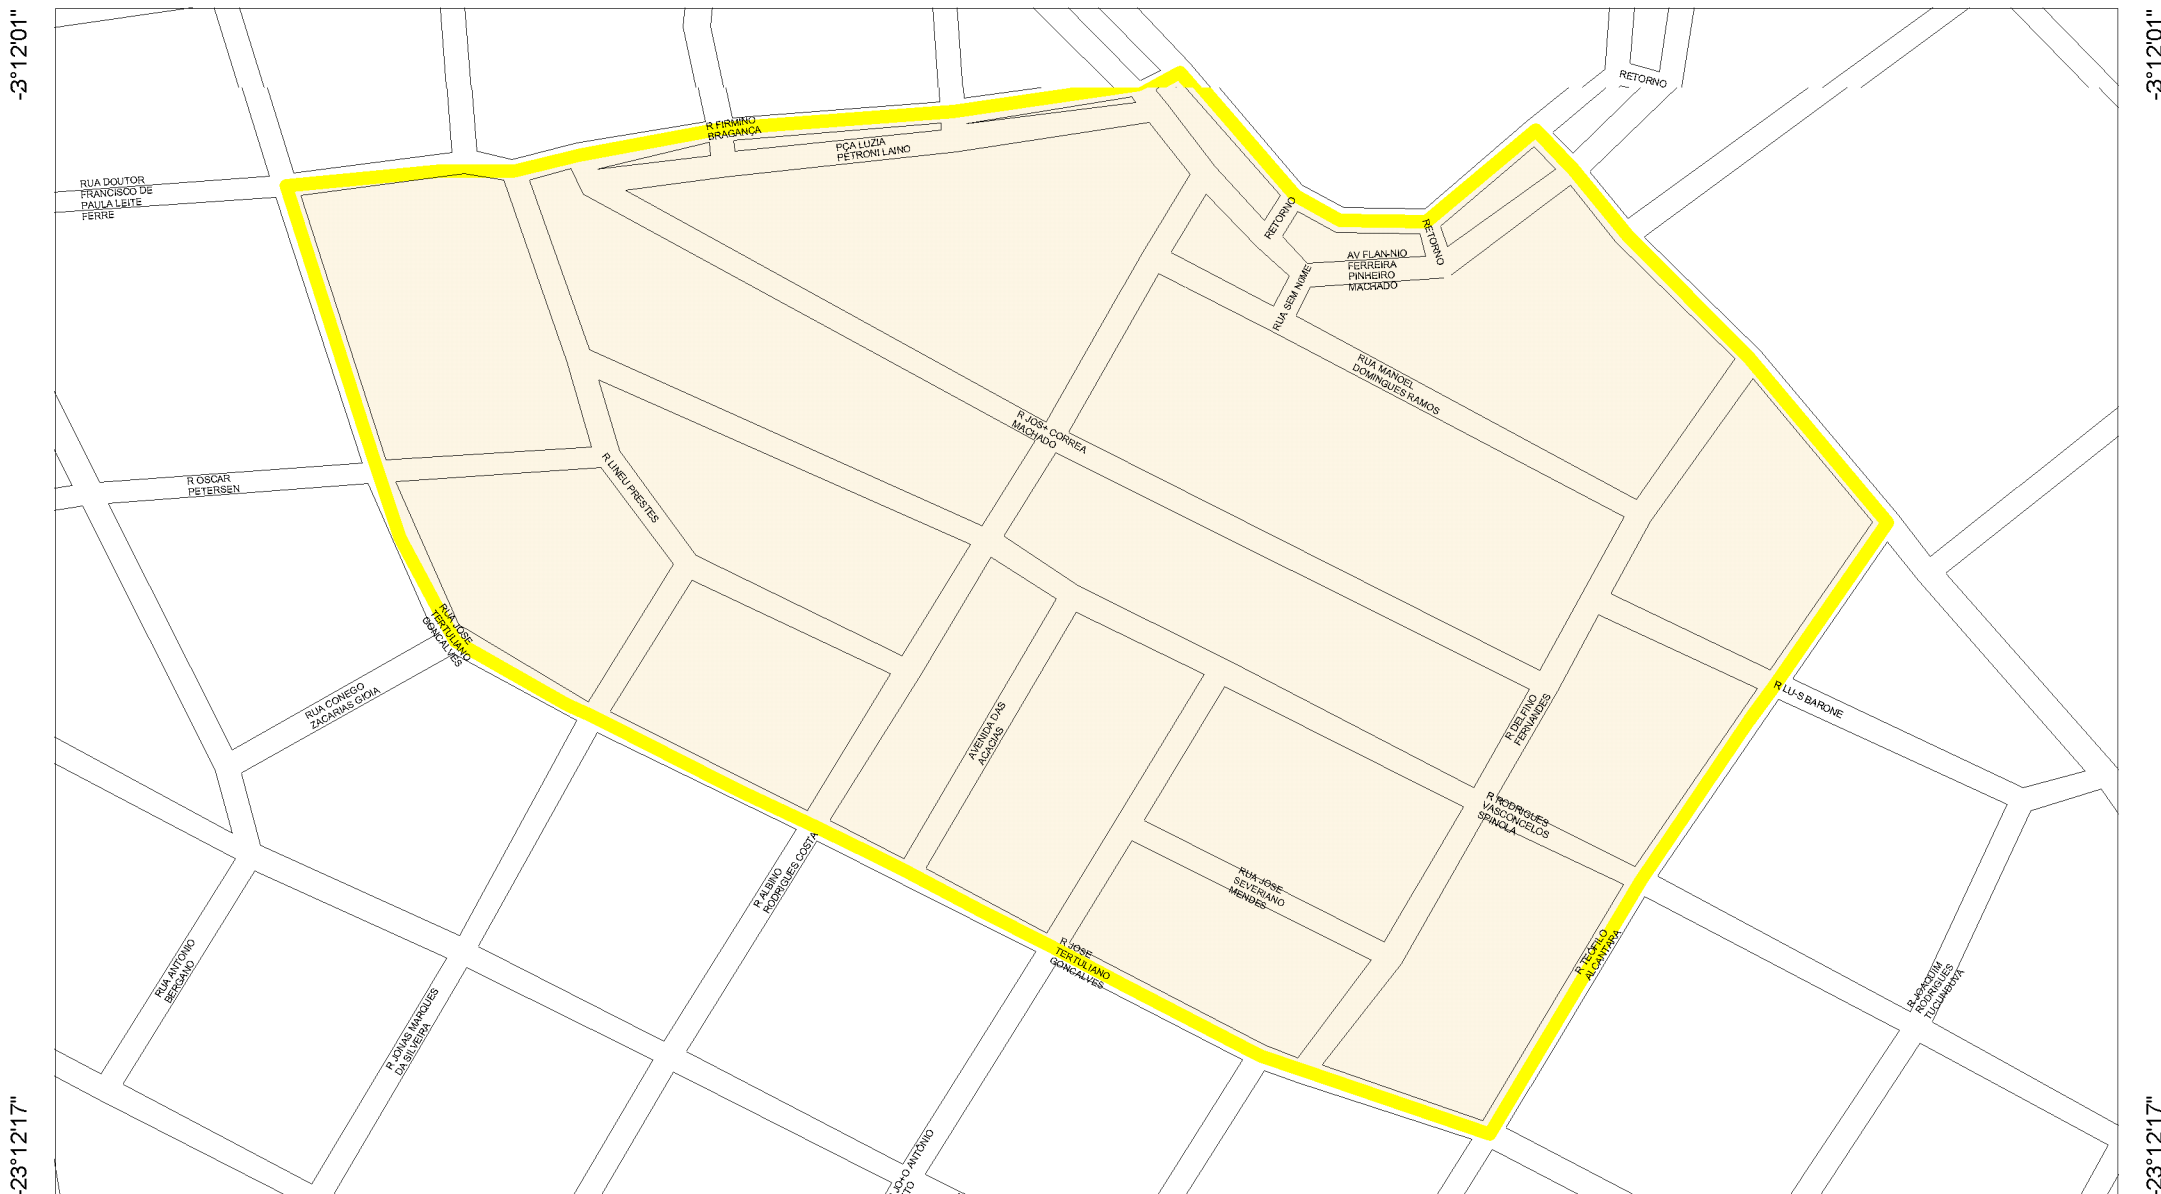 -3°12'01"
-3°12'01"
RETORNO
R FIRMINO
BRAGANÇA
PÇA LUZIA
PETRONI LAINO
RUA DOUTOR
FRANCISCO DE
PAULA LEITE
FERRE
RETORNO
RETORNO
AV FLAN-NIO
FERREIRA
PINHEIRO
MACHADO
RUA SEM NOME
RUA MANOEL
DOMINGUES RAMOS
R JOS+ CORREA
MACHADO
R OSCAR
PETERSEN
R LINEU PRESTES
RUA JOSE
TERTULIANO
GONCALVES
RUA CONEGO
ZACARIAS GIOIA
AVENIDA DAS
ACACIAS
R DELFINO
FERNANDES
R LU-S BARONE
R RODRIGUES
VASCONCELOS
SPINOLA
R ALBINO
RODRIGUES COSTA
RUA JOSE
SEVERIANO
MENDES
RUA ANTONIO
BERGANO
R JOSE
TERTULIANO
GONCALVES
R TEOFILO
ALCANTARA
R JOAQUIM
RODRIGUES
TUCUNDUVA
R JONAS MARQUES
DA SILVEIRA
JO+O ANTÔNIO
-23°12'17"
-23°12'17"